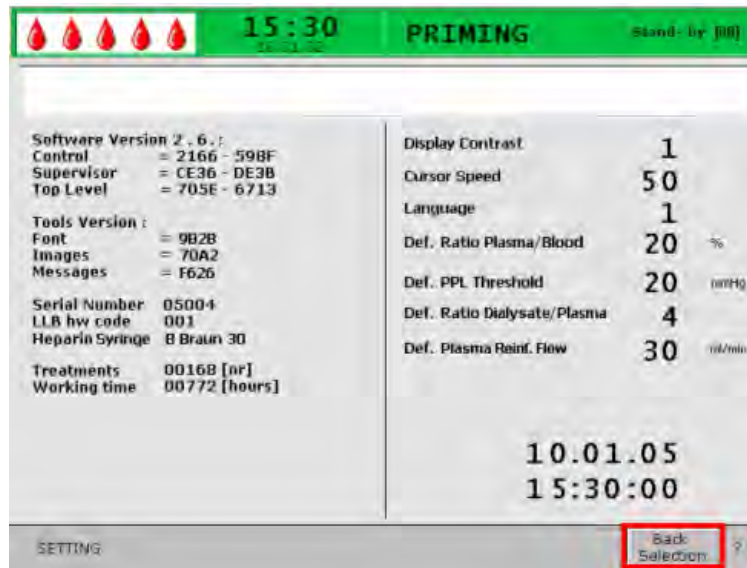 15:30
PRIMING
Stand-by [00]
Software Version 2.6.:
Control = 2166 - 598F
Supervisor = CE36 - DE3B
Top Level = 705E - 6713
Tools Version :
Font = 9B2B
Images = 70A2
Messages = F626
Serial Number 05004
LLB hw code 001
Heparin Syringe B Braun 30
Treatments 00168 [nr]
Working time 00772 [hours]
Display Contrast 1
Cursor Speed 50
Language 1
Def. Ratio Plasma/Blood 20 %
Def. PPL Threshold 20 mmHg
Def. Ratio Dialysate/Plasma 4
Def. Plasma Reinf. Flow 30 ml/min
10.01.05
15:30:00
SETTING
Back
Selection
?